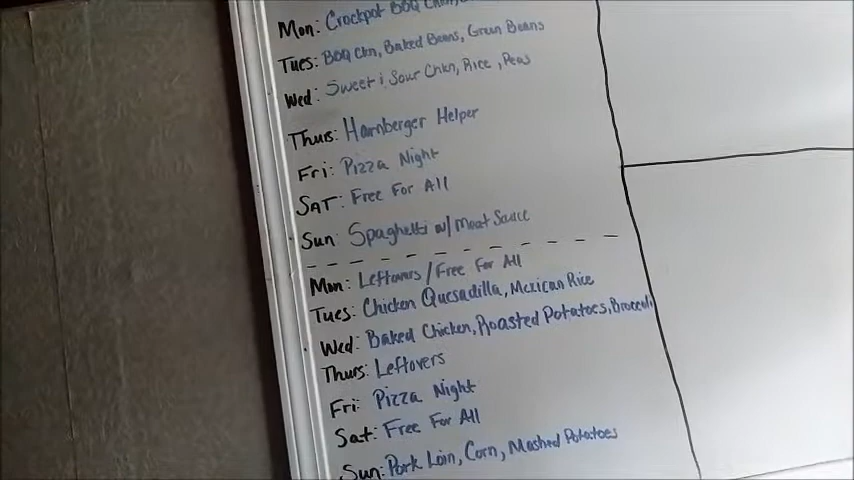 Mon: Crockpot BBQ Ckn,
Tues: BBQ Ckn, Baked Beans, Green Beans
Wed: Sweet & Sour Chkn, Rice, Peas
Thurs: Hamberger Helper
Fri: Pizza Night
SAT: Free For All
Sun: Spaghetti w/ Meat Sauce
Mon: Leftovers / Free For All
Tues: Chicken Quesadilla, Mexican Rice
Wed: Baked Chicken, Roasted Potatoes, Broccoli
Thurs: Leftovers
Fri: Pizza Night
Sat: Free For All
Sun: Pork Loin, Corn, Mashed Potatoes